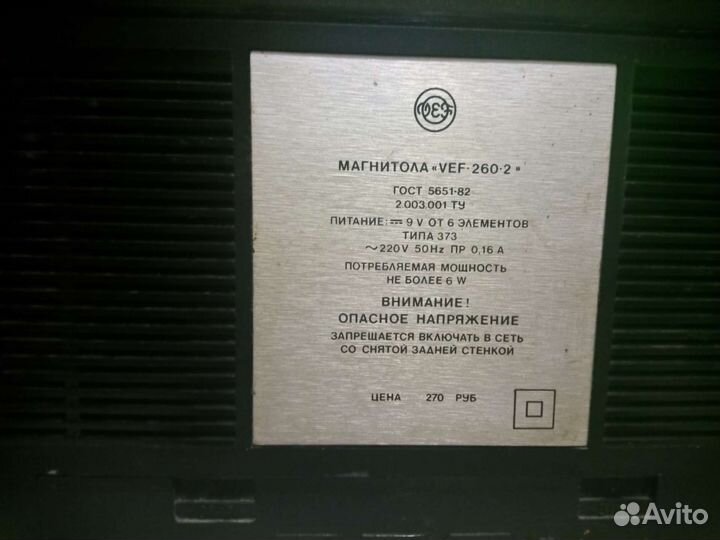 VEF
МАГНИТОЛА «VEF-260-2»
ГОСТ 5651-82
2.003.001 ТУ
ПИТАНИЕ: ⎓ 9 V ОТ 6 ЭЛЕМЕНТОВ
ТИПА 373
~220V 50Hz ПР 0,16 А
ПОТРЕБЛЯЕМАЯ МОЩНОСТЬ
НЕ БОЛЕЕ 6 W
ВНИМАНИЕ!
ОПАСНОЕ НАПРЯЖЕНИЕ
ЗАПРЕЩАЕТСЯ ВКЛЮЧАТЬ В СЕТЬ
СО СНЯТОЙ ЗАДНЕЙ СТЕНКОЙ
ЦЕНА 270 РУБ
Avito